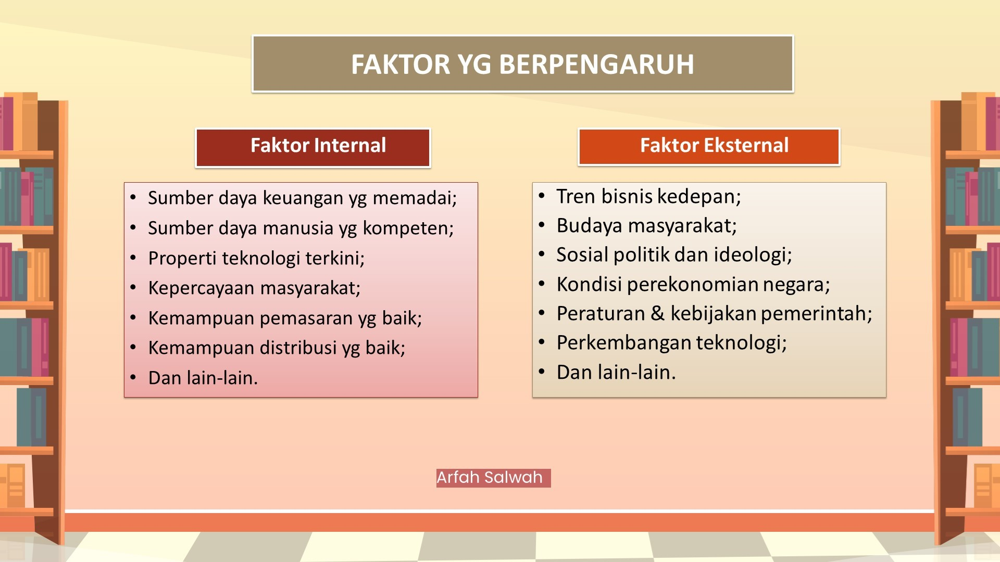 FAKTOR YG BERPENGARUH
Faktor Internal
• Sumber daya keuangan yg memadai;
• Sumber daya manusia yg kompeten;
• Properti teknologi terkini;
• Kepercayaan masyarakat;
• Kemampuan pemasaran yg baik;
• Kemampuan distribusi yg baik;
• Dan lain-lain.
Faktor Eksternal
• Tren bisnis kedepan;
• Budaya masyarakat;
• Sosial politik dan ideologi;
• Kondisi perekonomian negara;
• Peraturan & kebijakan pemerintah;
• Perkembangan teknologi;
• Dan lain-lain.
Arfah Salwah